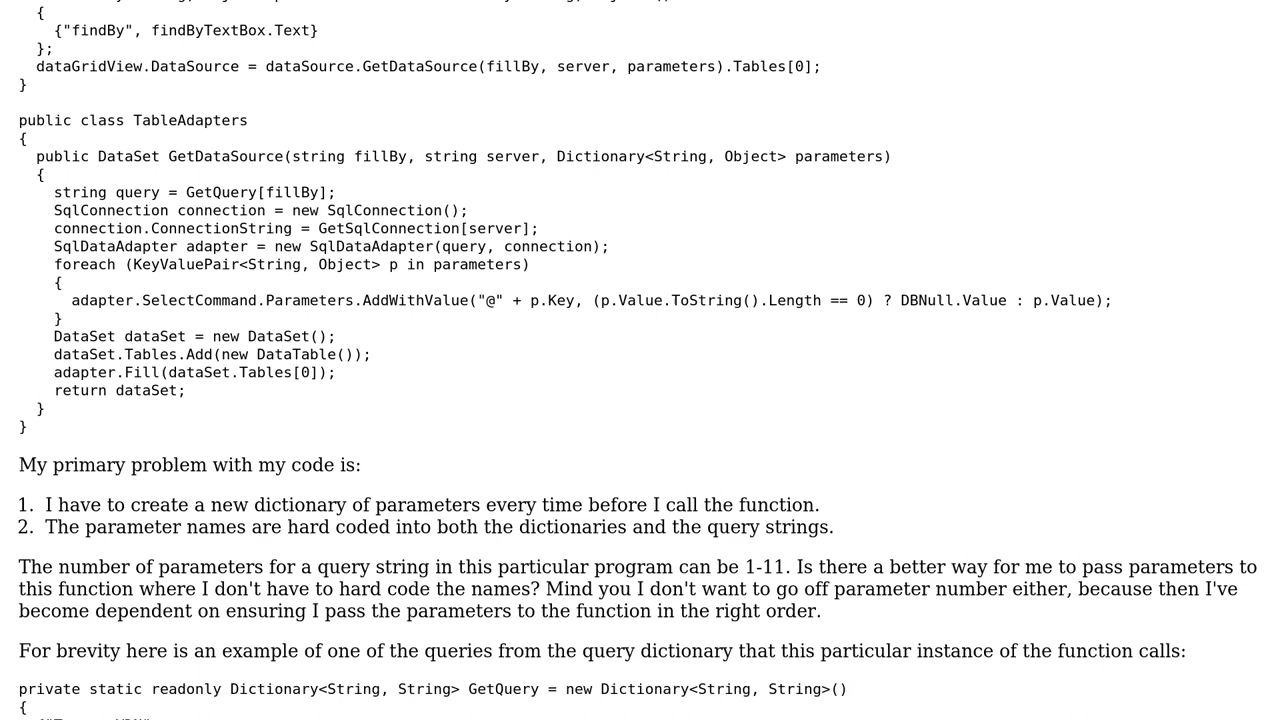 {
{"findBy", findByTextBox.Text}
};
dataGridView.DataSource = dataSource.GetDataSource(fillBy, server, parameters).Tables[0];
}
public class TableAdapters
{
public DataSet GetDataSource(string fillBy, string server, Dictionary<String, Object> parameters)
{
string query = GetQuery[fillBy];
SqlConnection connection = new SqlConnection();
connection.ConnectionString = GetSqlConnection[server];
SqlDataAdapter adapter = new SqlDataAdapter(query, connection);
foreach (KeyValuePair<String, Object> p in parameters)
{
adapter.SelectCommand.Parameters.AddWithValue("@" + p.Key, (p.Value.ToString().Length == 0) ? DBNull.Value : p.Value);
}
DataSet dataSet = new DataSet();
dataSet.Tables.Add(new DataTable());
adapter.Fill(dataSet.Tables[0]);
return dataSet;
}
}
My primary problem with my code is:
1. I have to create a new dictionary of parameters every time before I call the function.
2. The parameter names are hard coded into both the dictionaries and the query strings.
The number of parameters for a query string in this particular program can be 1-11. Is there a better way for me to pass parameters to
this function where I don't have to hard code the names? Mind you I don't want to go off parameter number either, because then I've
become dependent on ensuring I pass the parameters to the function in the right order.
For brevity here is an example of one of the queries from the query dictionary that this particular instance of the function calls:
private static readonly Dictionary<String, String> GetQuery = new Dictionary<String, String>()
{